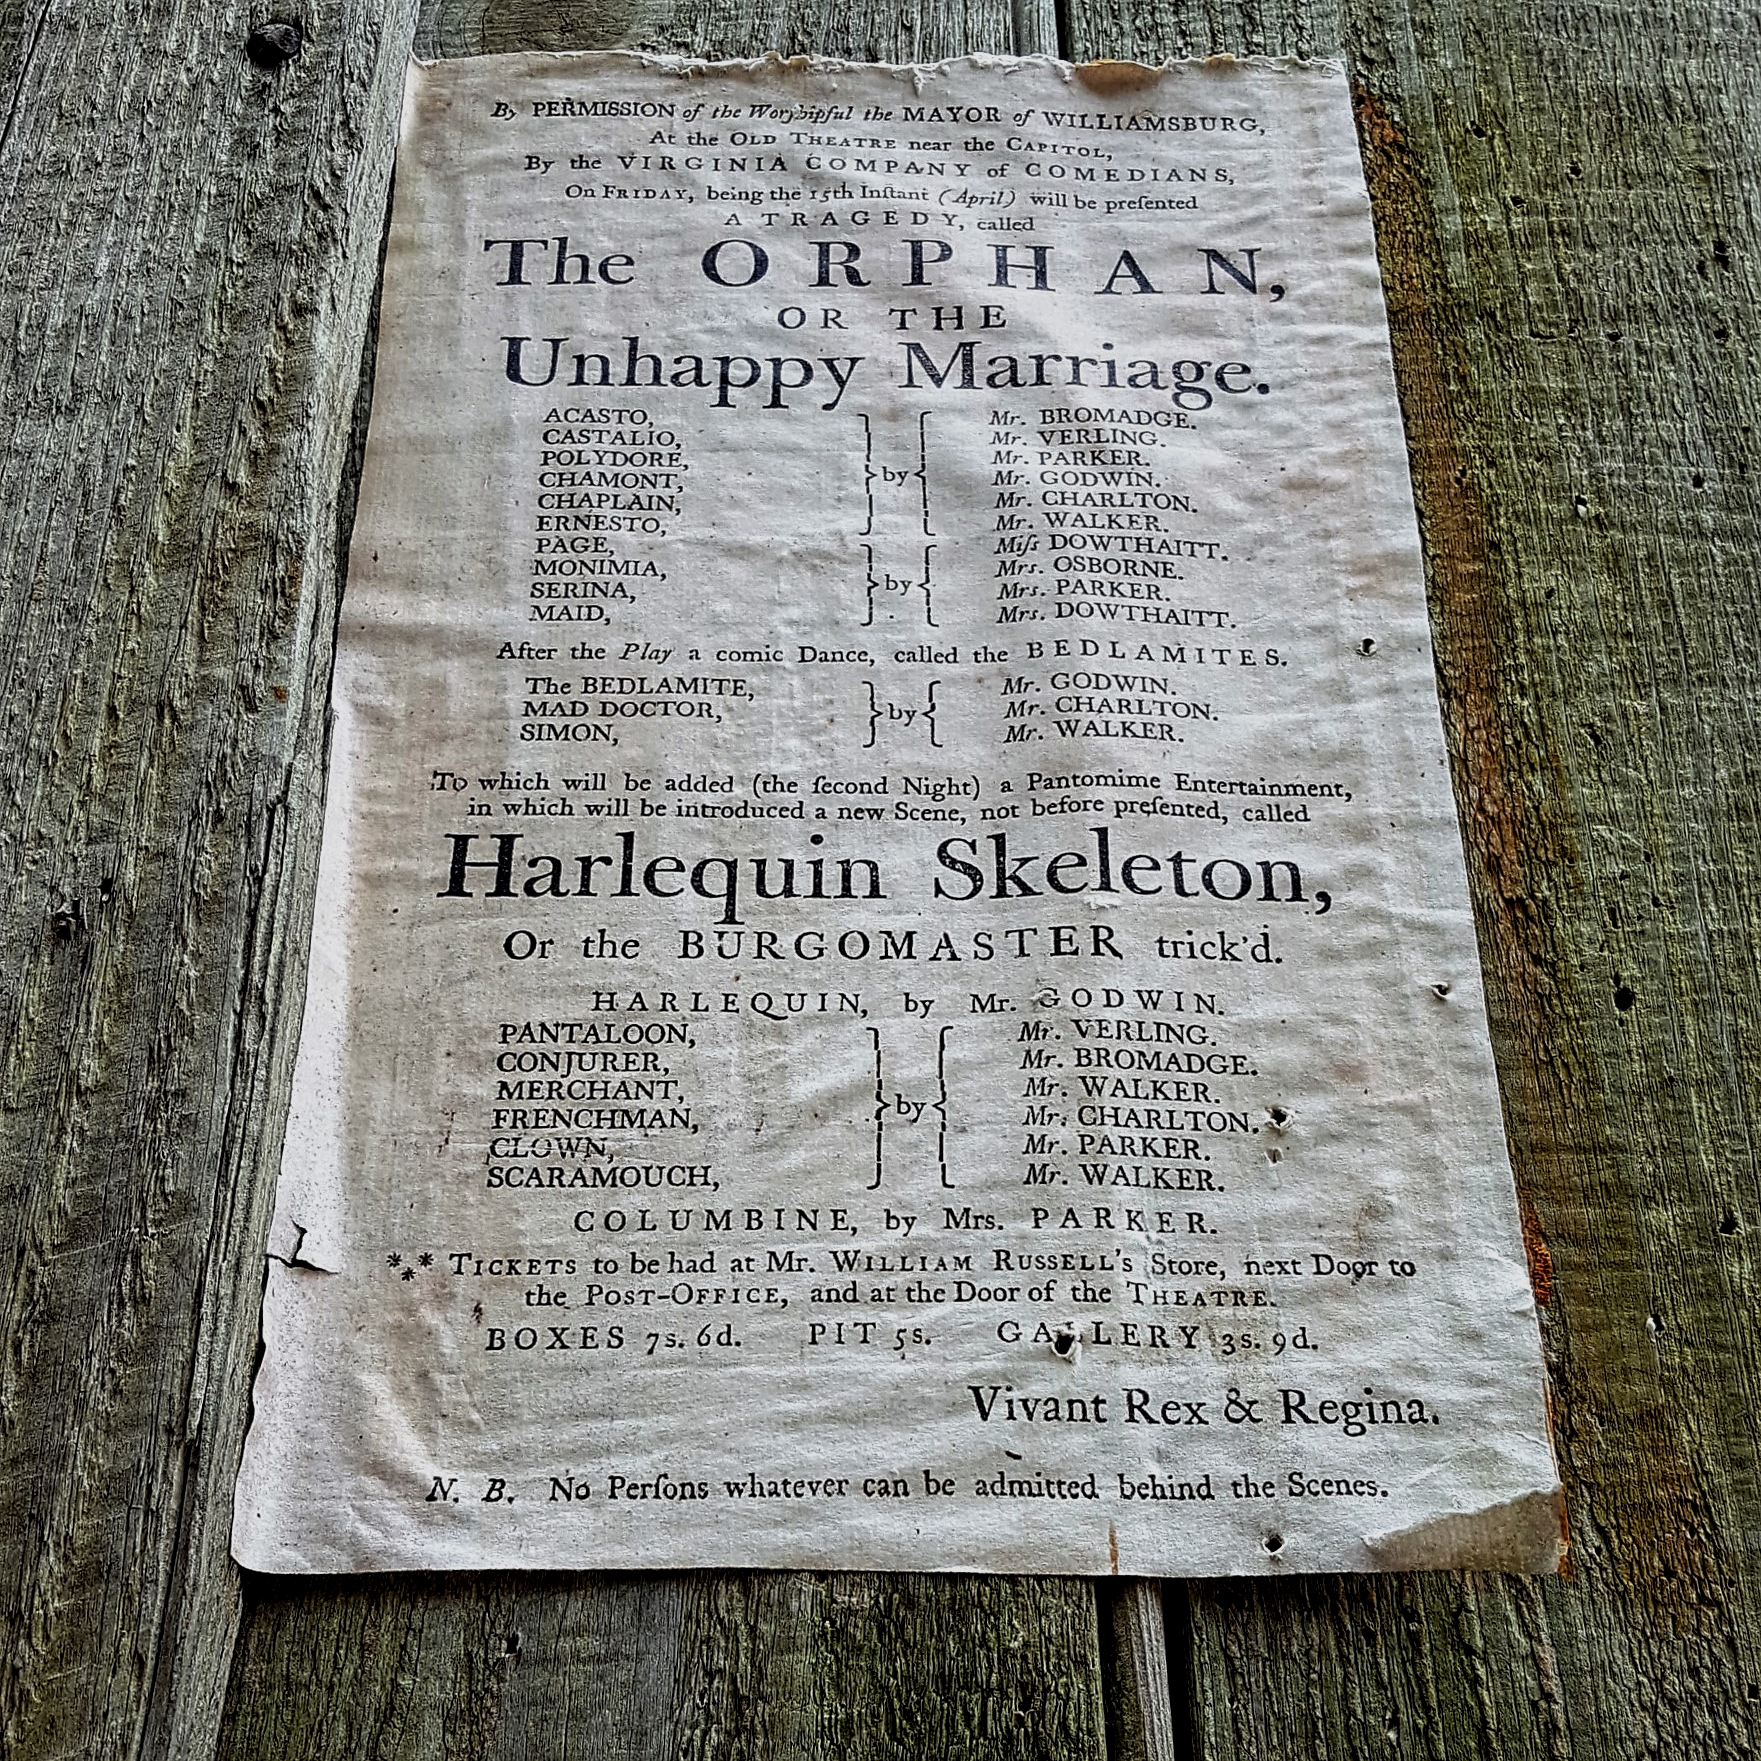 By PERMISSION of the Worſhipful the MAYOR of WILLIAMSBURG,
At the OLD THEATRE near the CAPITOL,
By the VIRGINIA COMPANY of COMEDIANS,
On FRIDAY, being the 15th Inſtant (April) will be preſented
A TRAGEDY, called
The ORPHAN,
OR THE
Unhappy Marriage.
ACASTO, Mr. BROMADGE.
CASTALIO, Mr. VERLING.
POLYDORE, Mr. PARKER.
CHAMONT, } by { Mr. GODWIN.
CHAPLAIN, Mr. CHARLTON.
ERNESTO, Mr. WALKER.
PAGE, Miſs DOWTHAITT.
MONIMIA, Mrs. OSBORNE.
SERINA, } by { Mrs. PARKER.
MAID, Mrs. DOWTHAITT.
After the Play a comic Dance, called the BEDLAMITES.
The BEDLAMITE, Mr. GODWIN.
MAD DOCTOR, } by { Mr. CHARLTON.
SIMON, Mr. WALKER.
To which will be added (the ſecond Night) a Pantomime Entertainment,
in which will be introduced a new Scene, not before preſented, called
Harlequin Skeleton,
Or the BURGOMASTER trick'd.
HARLEQUIN, by Mr. GODWIN.
PANTALOON, Mr. VERLING.
CONJURER, Mr. BROMADGE.
MERCHANT, Mr. WALKER.
FRENCHMAN, } by { Mr. CHARLTON.
CLOWN, Mr. PARKER.
SCARAMOUCH, Mr. WALKER.
COLUMBINE, by Mrs. PARKER.
*** TICKETS to be had at Mr. WILLIAM RUSSELL's Store, next Door to
the POST-OFFICE, and at the Door of the THEATRE.
BOXES 7s. 6d. PIT 5s. GALLERY 3s. 9d.
Vivant Rex & Regina.
N. B. No Perſons whatever can be admitted behind the Scenes.